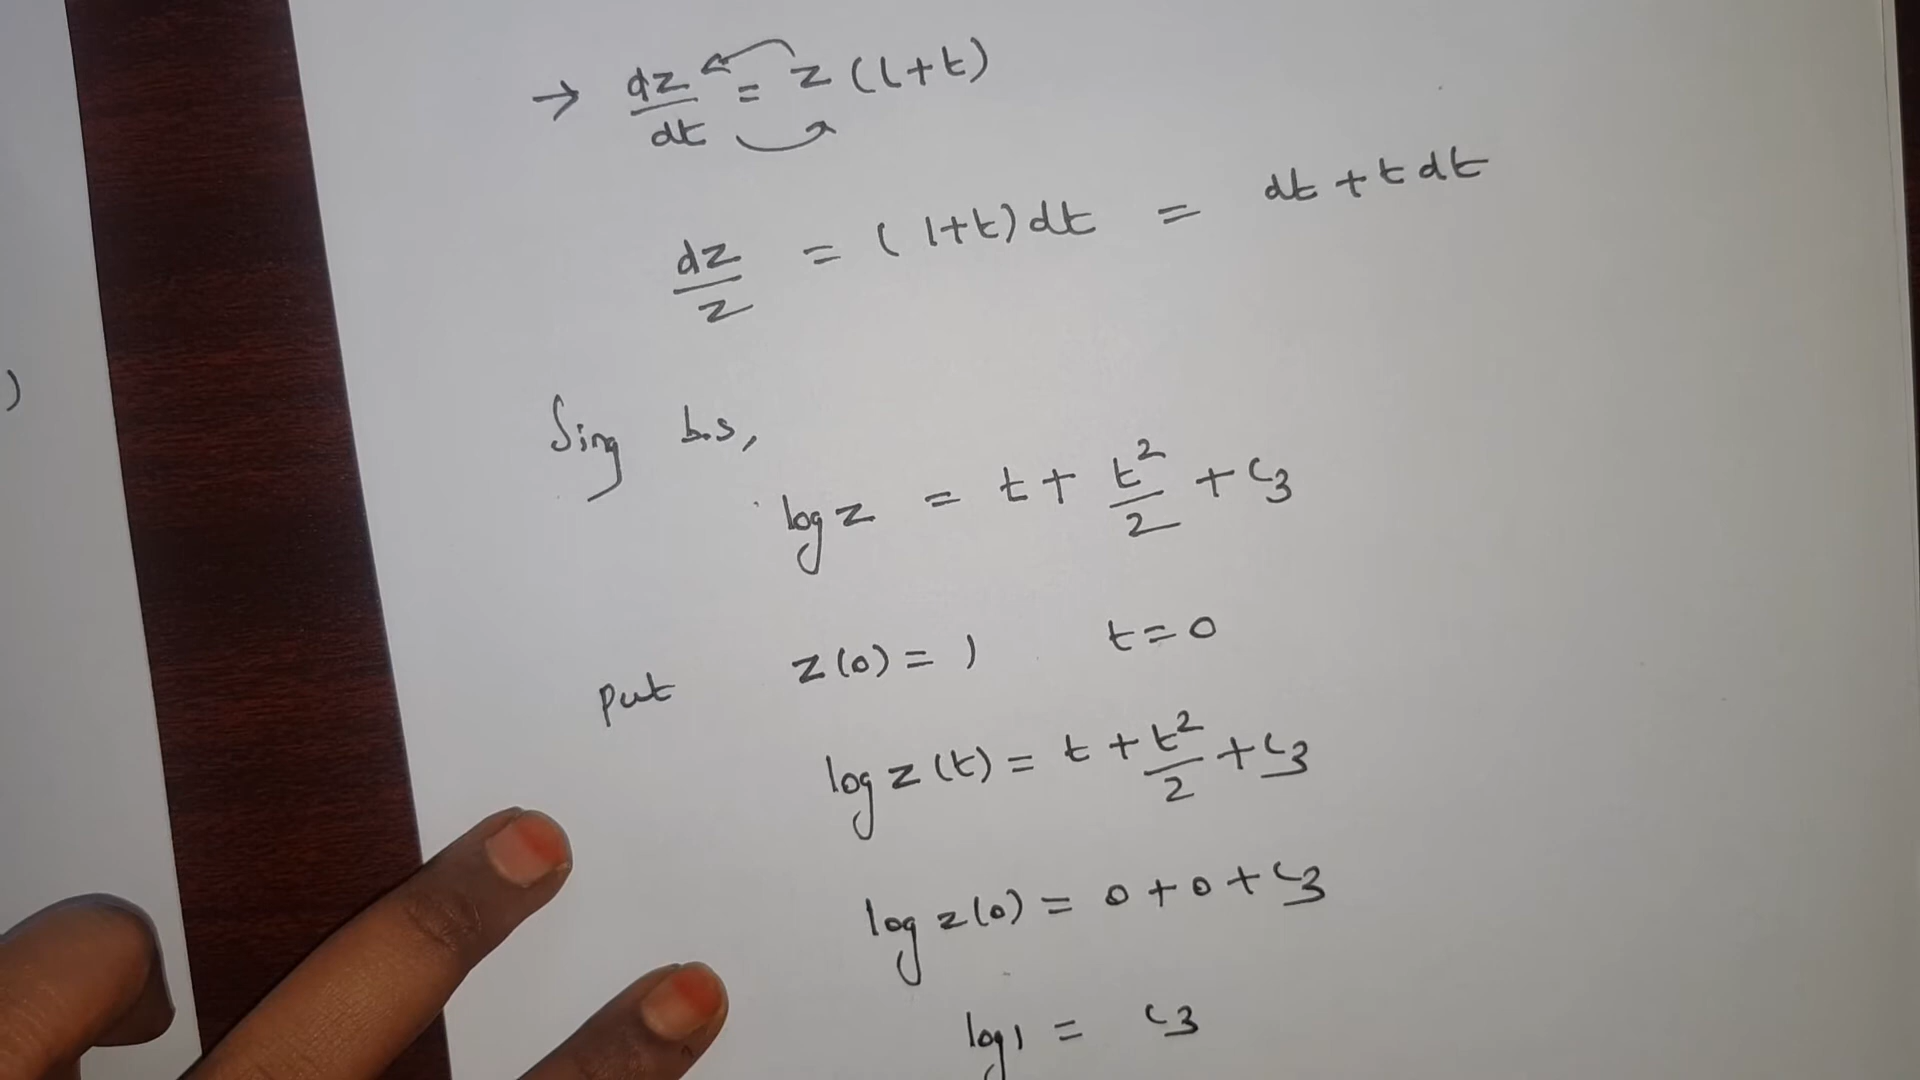 → dz/dt = z(1+t)
dz/z = (1+t)dt = dt + t dt
∫ing b.s,
log z = t + t²/2 + c₃
put z(0) = 1 t = 0
log z(t) = t + t²/2 + c₃
log z(0) = 0 + 0 + c₃
log 1 = c₃
)